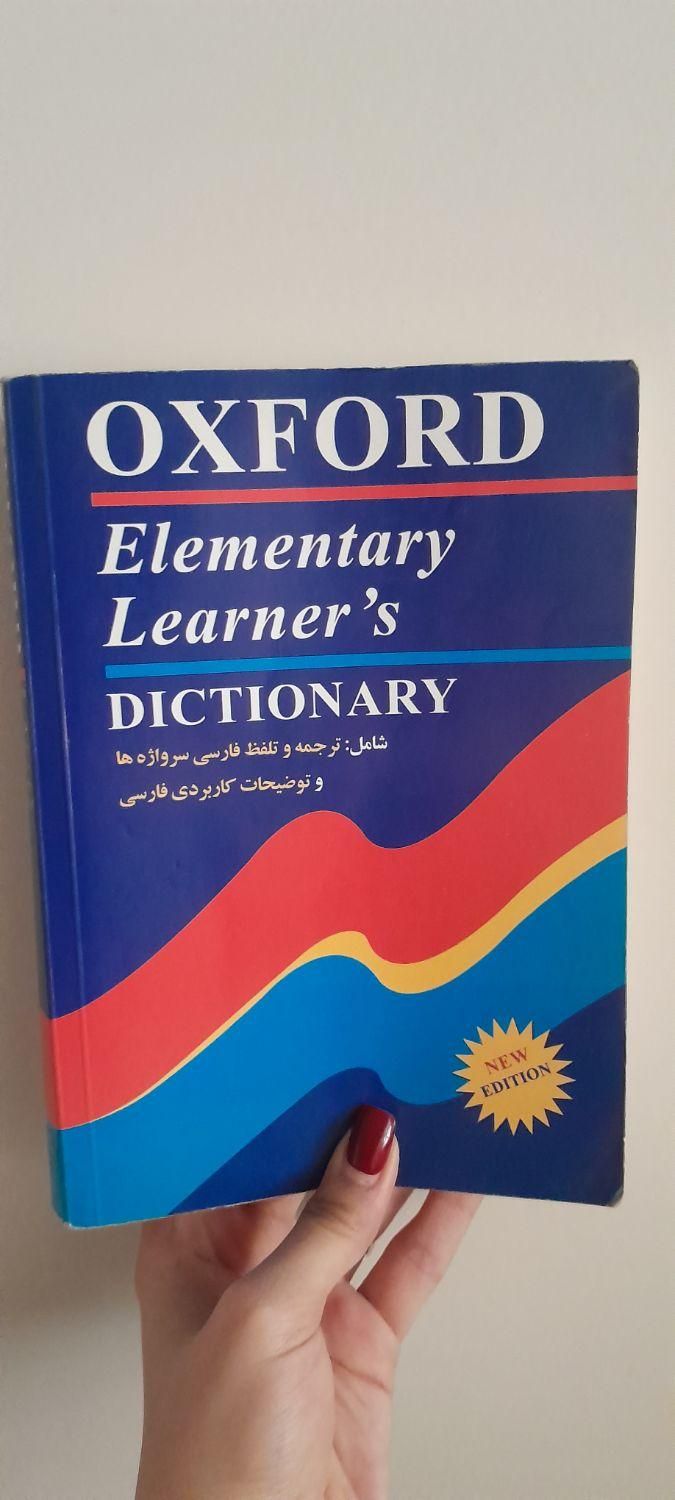 OXFORD
Elementary
Learner's
DICTIONARY
شامل: ترجمه و تلفظ فارسی سرواژه ها
و توضیحات کاربردی فارسی
NEW
EDITION